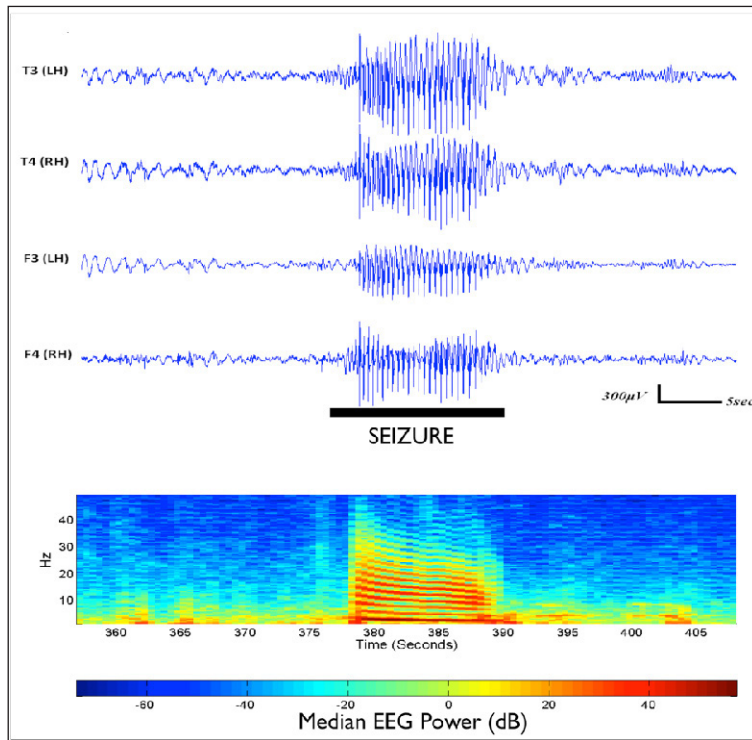 T3 (LH)
T4 (RH)
F3 (LH)
F4 (RH)
300μV
5sec
SEIZURE
Hz
40
30
20
10
360 365 370 375 380 385 390 395 400 405
Time (Seconds)
-60 -40 -20 0 20 40
Median EEG Power (dB)